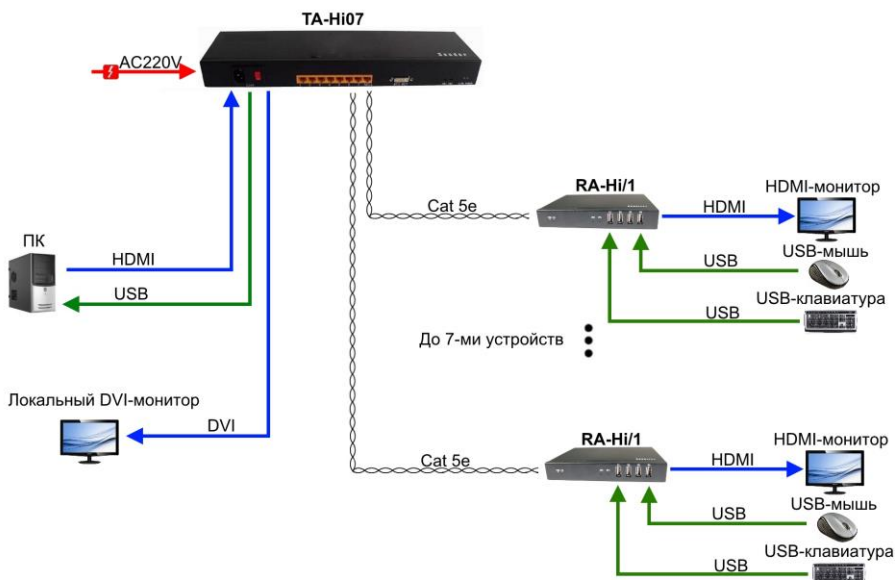 TA-Hi07
AC220V
RA-Hi/1
HDMI-монитор
Cat 5e
HDMI
ПК
HDMI
USB-мышь
USB
USB
USB-клавиатура
USB
До 7-ми устройств
Локальный DVI-монитор
DVI
RA-Hi/1
HDMI-монитор
Cat 5e
HDMI
USB-мышь
USB
USB-клавиатура
USB